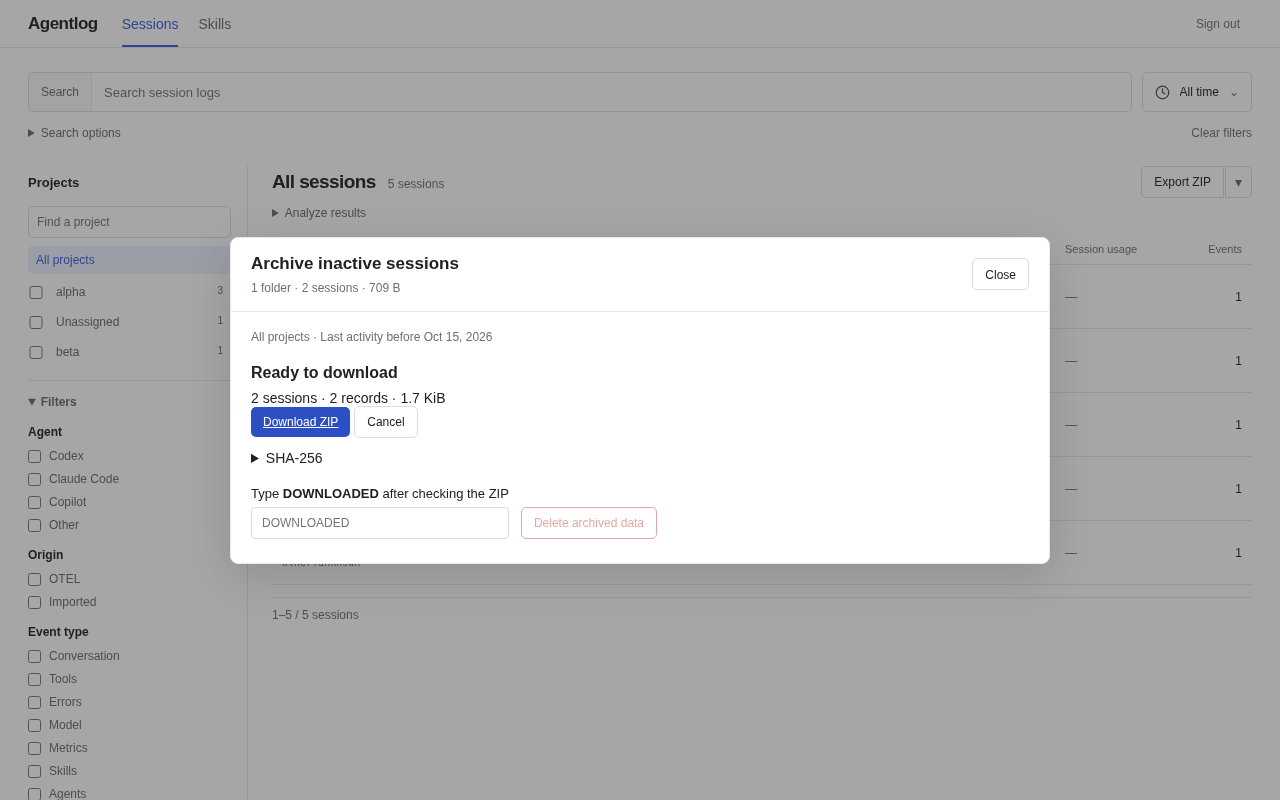 Agentlog
Sessions
Skills
Sign out
Search
Search session logs
All time
Search options
Clear filters
Projects
Find a project
All projects
alpha 3
Unassigned 1
beta 1
Filters
Agent
Codex
Claude Code
Copilot
Other
Origin
OTEL
Imported
Event type
Conversation
Tools
Errors
Model
Metrics
Skills
Agents
All sessions 5 sessions
Export ZIP
Analyze results
Session usage Events
— 1
— 1
— 1
— 1
— 1
1–5 / 5 sessions
Archive inactive sessions
1 folder · 2 sessions · 709 B
Close
All projects · Last activity before Oct 15, 2026
Ready to download
2 sessions · 2 records · 1.7 KiB
Download ZIP
Cancel
SHA-256
Type DOWNLOADED after checking the ZIP
DOWNLOADED
Delete archived data